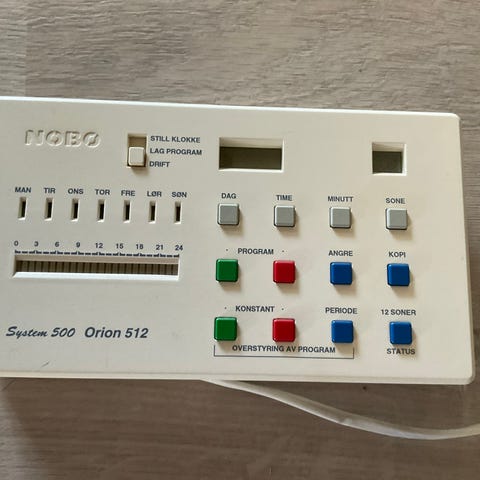 NOBØ
STILL KLOKKE
LAG PROGRAM
DRIFT
MAN TIR ONS TOR FRE LØR SØN
0 3 6 9 12 15 18 21 24
System 500 Orion 512
DAG TIME MINUTT SONE
PROGRAM ANGRE KOPI
KONSTANT PERIODE 12 SONER
OVERSTYRING AV PROGRAM STATUS